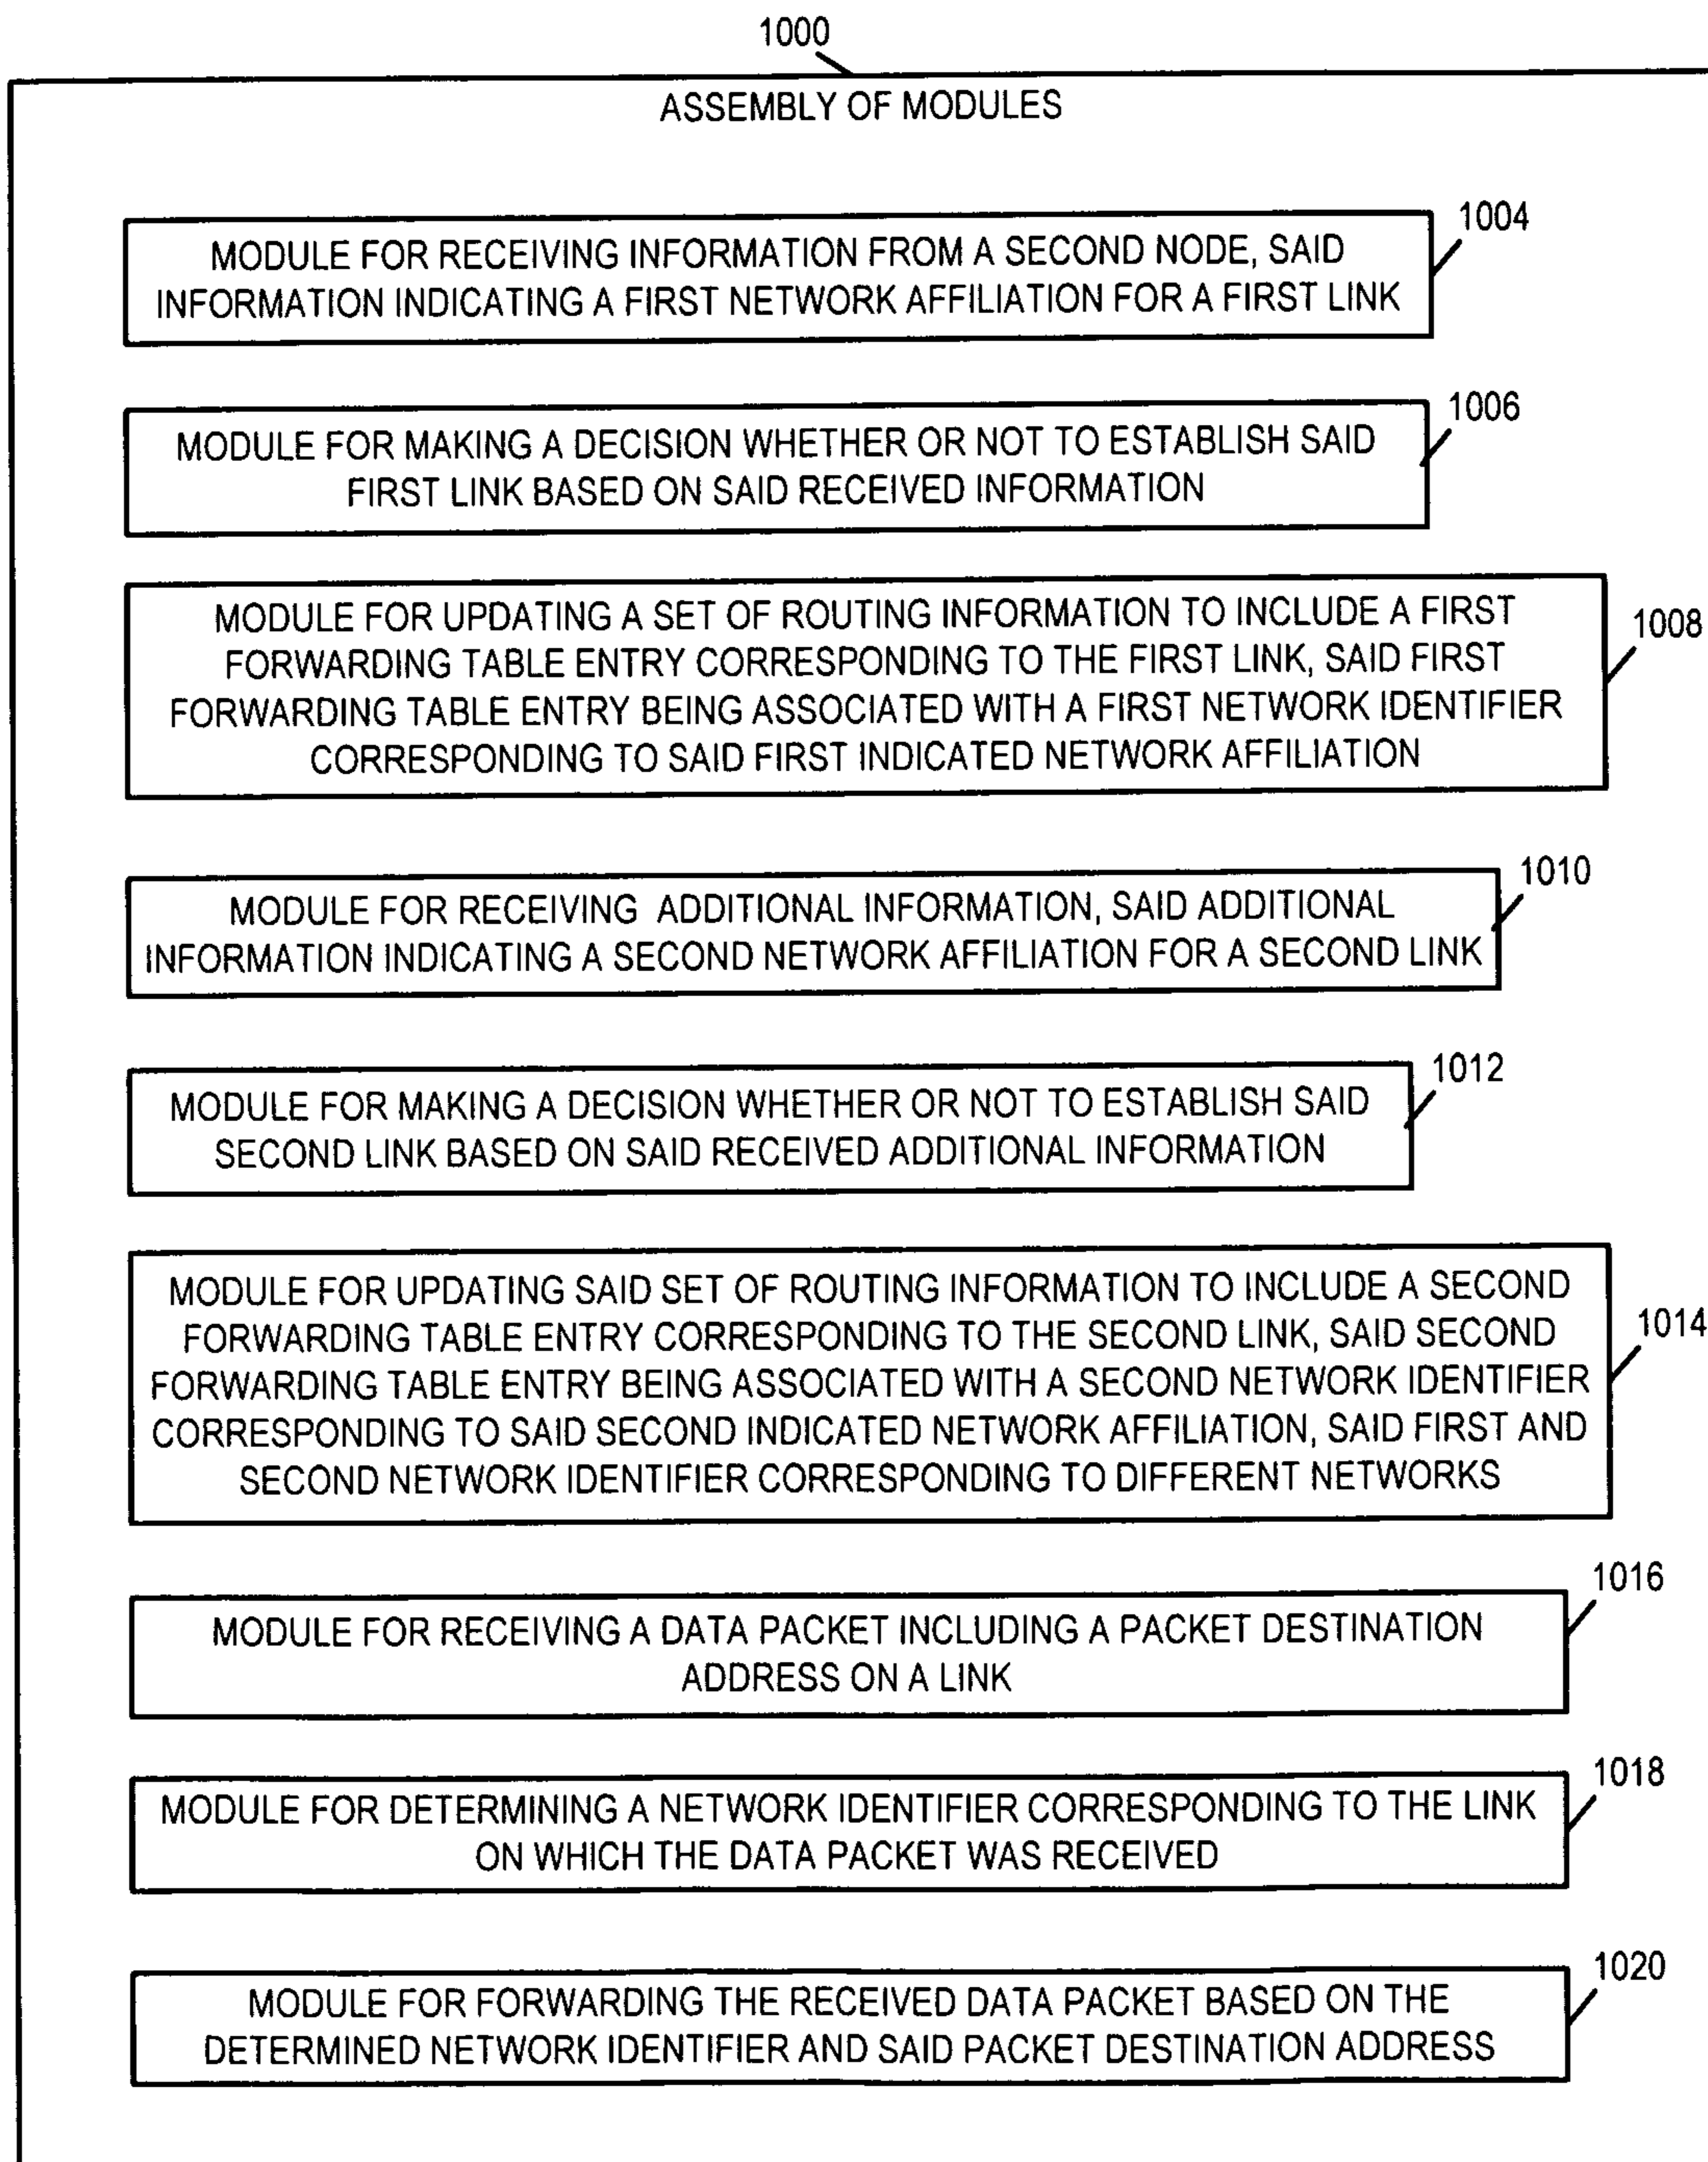 1000
ASSEMBLY OF MODULES
1004
MODULE FOR RECEIVING INFORMATION FROM A SECOND NODE, SAID
INFORMATION INDICATING A FIRST NETWORK AFFILIATION FOR A FIRST LINK
1006
MODULE FOR MAKING A DECISION WHETHER OR NOT TO ESTABLISH SAID
FIRST LINK BASED ON SAID RECEIVED INFORMATION
1008
MODULE FOR UPDATING A SET OF ROUTING INFORMATION TO INCLUDE A FIRST
FORWARDING TABLE ENTRY CORRESPONDING TO THE FIRST LINK, SAID FIRST
FORWARDING TABLE ENTRY BEING ASSOCIATED WITH A FIRST NETWORK IDENTIFIER
CORRESPONDING TO SAID FIRST INDICATED NETWORK AFFILIATION
1010
MODULE FOR RECEIVING ADDITIONAL INFORMATION, SAID ADDITIONAL
INFORMATION INDICATING A SECOND NETWORK AFFILIATION FOR A SECOND LINK
1012
MODULE FOR MAKING A DECISION WHETHER OR NOT TO ESTABLISH SAID
SECOND LINK BASED ON SAID RECEIVED ADDITIONAL INFORMATION
1014
MODULE FOR UPDATING SAID SET OF ROUTING INFORMATION TO INCLUDE A SECOND
FORWARDING TABLE ENTRY CORRESPONDING TO THE SECOND LINK, SAID SECOND
FORWARDING TABLE ENTRY BEING ASSOCIATED WITH A SECOND NETWORK IDENTIFIER
CORRESPONDING TO SAID SECOND INDICATED NETWORK AFFILIATION, SAID FIRST AND
SECOND NETWORK IDENTIFIER CORRESPONDING TO DIFFERENT NETWORKS
1016
MODULE FOR RECEIVING A DATA PACKET INCLUDING A PACKET DESTINATION
ADDRESS ON A LINK
1018
MODULE FOR DETERMINING A NETWORK IDENTIFIER CORRESPONDING TO THE LINK
ON WHICH THE DATA PACKET WAS RECEIVED
1020
MODULE FOR FORWARDING THE RECEIVED DATA PACKET BASED ON THE
DETERMINED NETWORK IDENTIFIER AND SAID PACKET DESTINATION ADDRESS